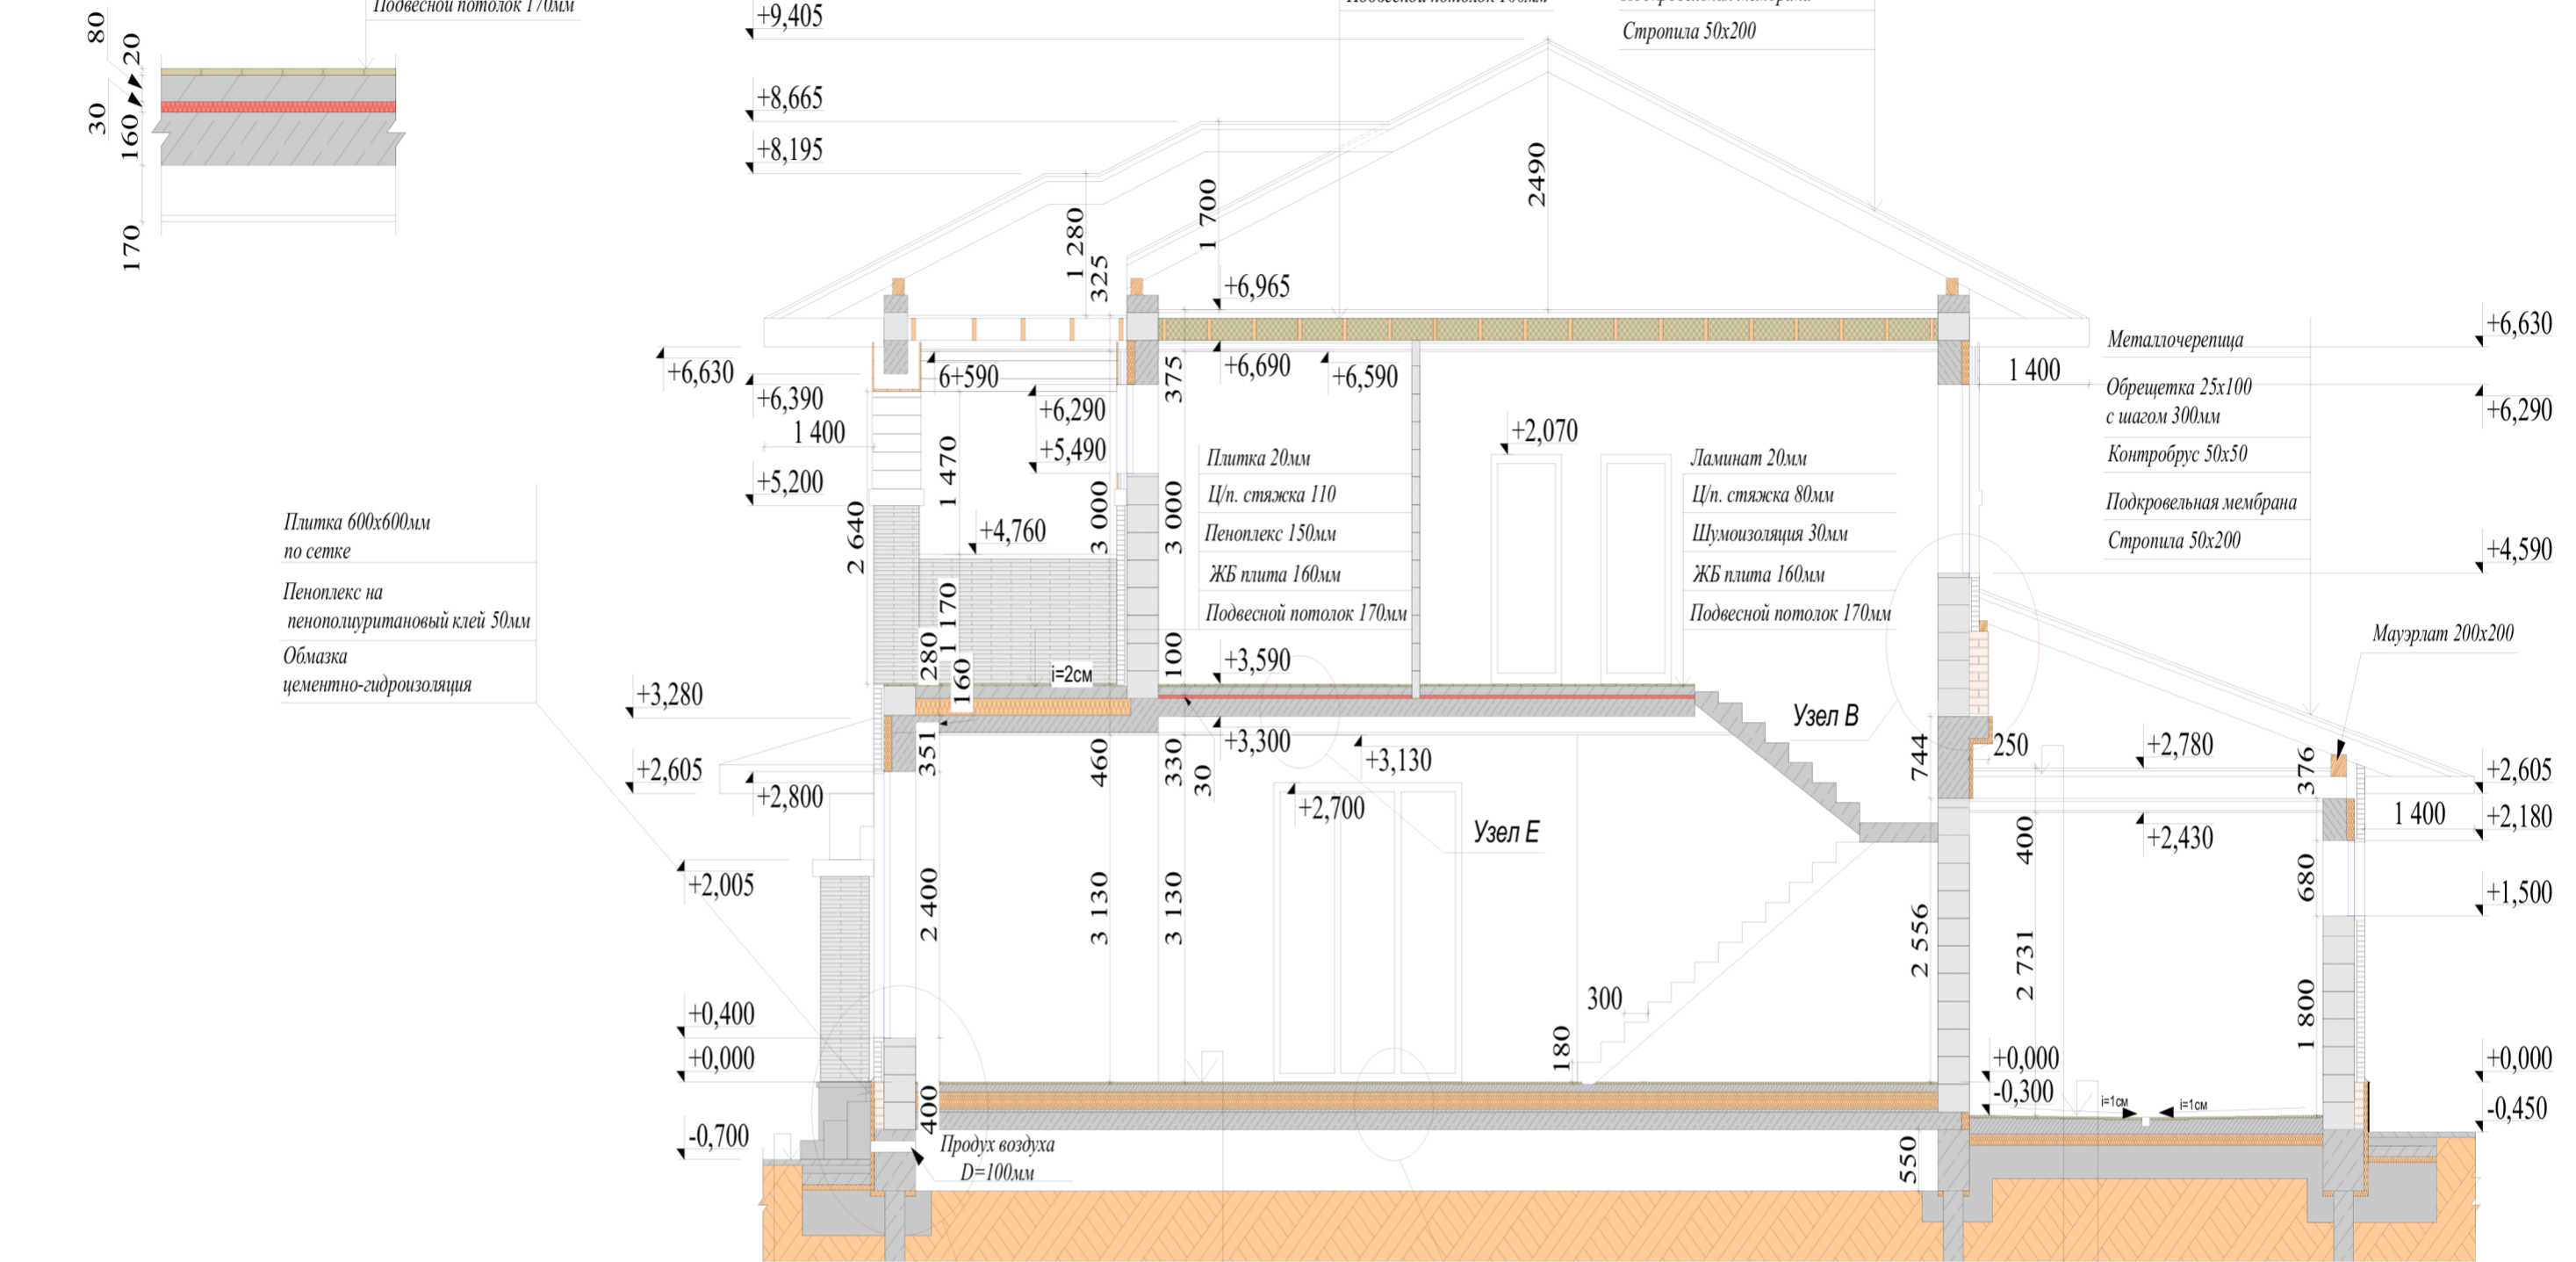 Подвесной потолок 170мм
80
20
30
160
170
+9,405
+8,665
+8,195
Стропила 50х200
2490
1 700
1 280
325
+6,965
+6,630
+6,390
1 400
+5,200
6+590
+6,290
+5,490
+6,690
+6,590
375
1 400
+6,630
+6,290
+4,590
+2,070
1 470
2 640
3 000
3 000
+4,760
1 170
280
160
i=2см
100
+3,590
Плитка 20мм
Ц/п. стяжка 110
Пеноплекс 150мм
ЖБ плита 160мм
Подвесной потолок 170мм
Ламинат 20мм
Ц/п. стяжка 80мм
Шумоизоляция 30мм
ЖБ плита 160мм
Подвесной потолок 170мм
Металлочерепица
Обрещетка 25х100
с шагом 300мм
Контробрус 50х50
Подкровельная мембрана
Стропила 50х200
Мауэрлат 200х200
Плитка 600х600мм
по сетке
Пеноплекс на
пенополиуритановый клей 50мм
Обмазка
цементно-гидроизоляция
+3,280
+2,605
+2,800
+2,005
+0,400
+0,000
-0,700
351
2 400
400
460
3 130
330
30
3 130
+3,300
+3,130
+2,700
Узел Е
Узел В
300
180
744
2 556
550
250
+2,780
+2,430
400
2 731
376
680
1 800
1 400
+2,605
+2,180
+1,500
+0,000
-0,450
+0,000
-0,300
i=1см
i=1см
Продух воздуха
D=100мм